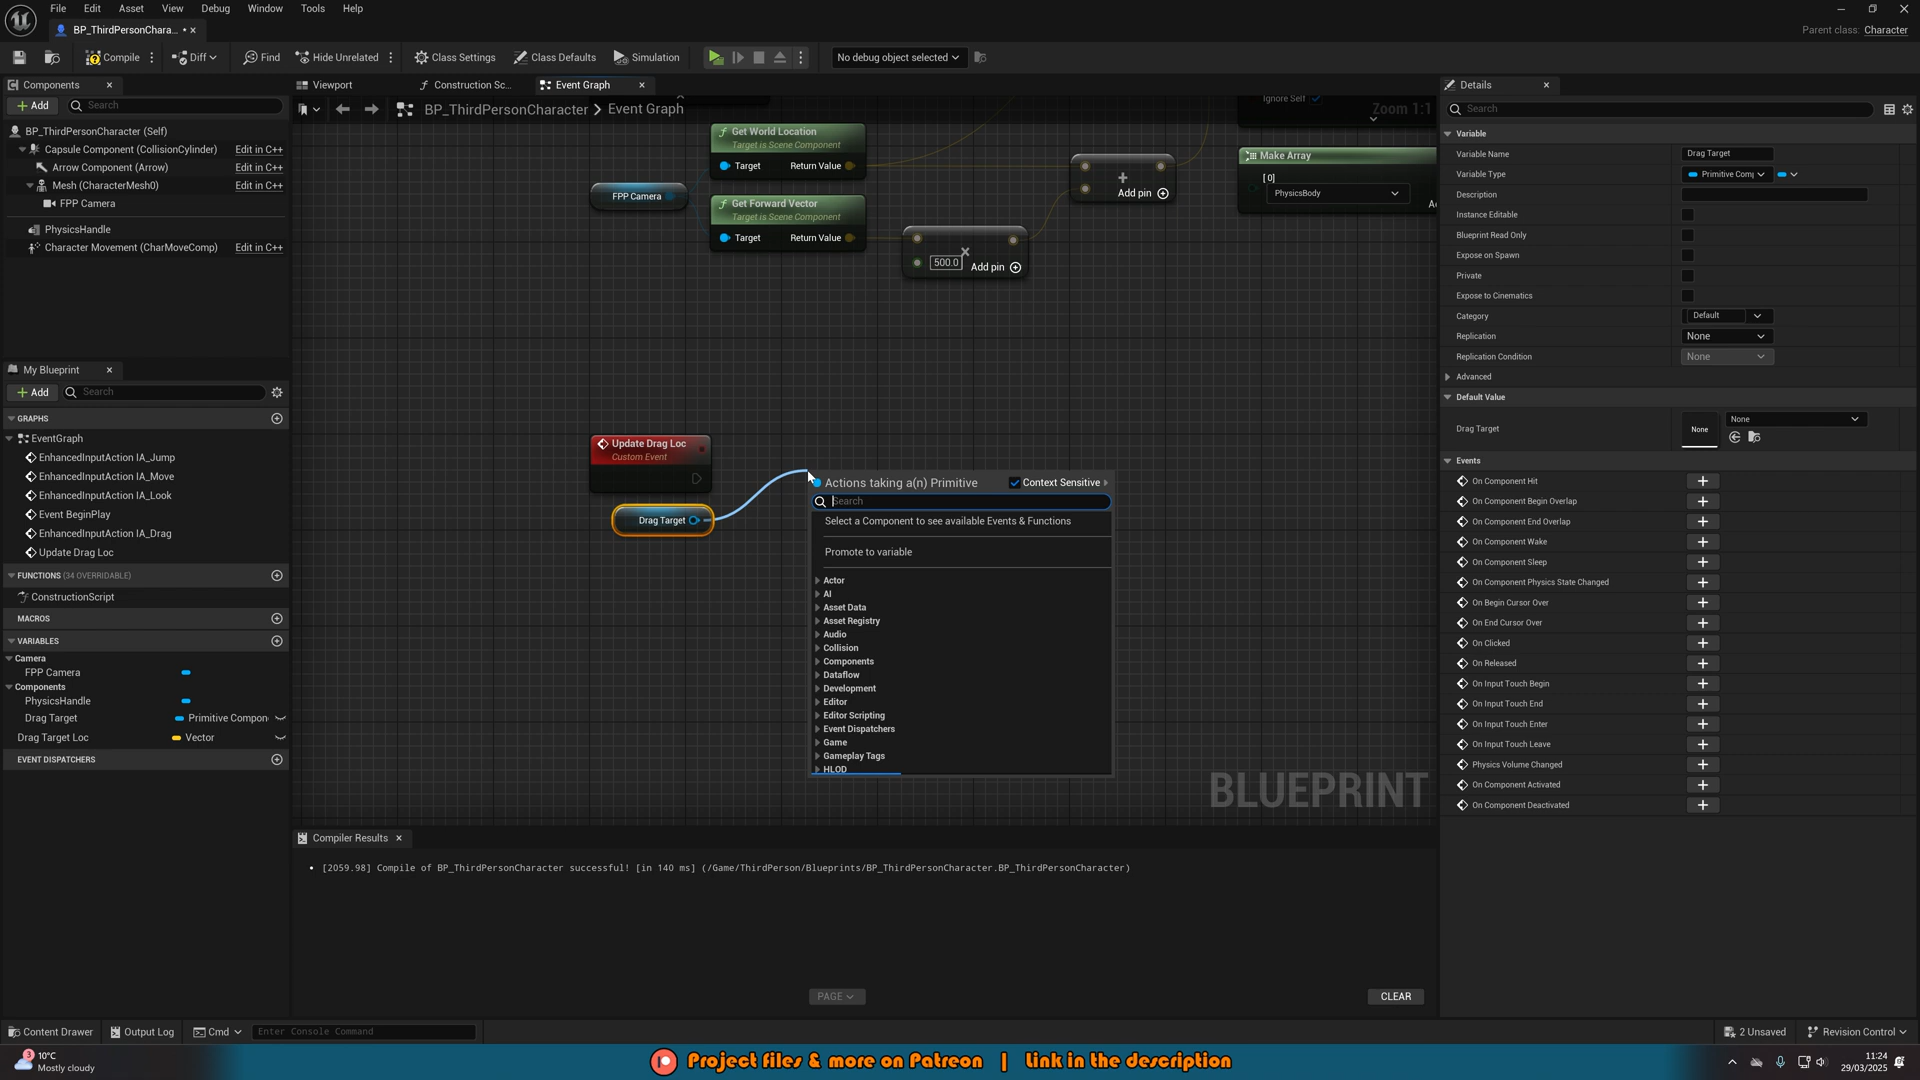 File Edit Asset View Debug Window Tools Help
BP_ThirdPersonChara...
Parent class: Character
Compile Diff Find Hide Unrelated Class Settings Class Defaults Simulation No debug object selected
Components
Add Search
BP_ThirdPersonCharacter (Self)
Capsule Component (CollisionCylinder) Edit in C++
Arrow Component (Arrow) Edit in C++
Mesh (CharacterMesh0) Edit in C++
FPP Camera
PhysicsHandle
Character Movement (CharMoveComp) Edit in C++
My Blueprint
Add Search
GRAPHS
EventGraph
EnhancedInputAction IA_Jump
EnhancedInputAction IA_Move
EnhancedInputAction IA_Look
Event BeginPlay
EnhancedInputAction IA_Drag
Update Drag Loc
FUNCTIONS (34 OVERRIDABLE)
ConstructionScript
MACROS
VARIABLES
Camera
FPP Camera
Components
PhysicsHandle
Drag Target Primitive Compon
Drag Target Loc Vector
EVENT DISPATCHERS
Viewport Construction Sc... Event Graph
BP_ThirdPersonCharacter > Event Graph
Zoom 1:1
Ignore Self
Get World Location
Target is Scene Component
Target Return Value
FPP Camera
Get Forward Vector
Target is Scene Component
Target Return Value
500.0 Add pin
Add pin
Make Array
[0]
PhysicsBody
Update Drag Loc
Custom Event
Drag Target
Actions taking a(n) Primitive Context Sensitive
Search
Select a Component to see available Events & Functions
Promote to variable
Actor
AI
Asset Data
Asset Registry
Audio
Collision
Components
Dataflow
Development
Editor
Editor Scripting
Event Dispatchers
Game
Gameplay Tags
HLOD
BLUEPRINT
Compiler Results
[2059.98] Compile of BP_ThirdPersonCharacter successful! [in 140 ms] (/Game/ThirdPerson/Blueprints/BP_ThirdPersonCharacter.BP_ThirdPersonCharacter)
PAGE
CLEAR
Details
Search
Variable
Variable Name Drag Target
Variable Type Primitive Comp
Description
Instance Editable
Blueprint Read Only
Expose on Spawn
Private
Expose to Cinematics
Category Default
Replication None
Replication Condition None
Advanced
Default Value
Drag Target None None
Events
On Component Hit
On Component Begin Overlap
On Component End Overlap
On Component Wake
On Component Sleep
On Component Physics State Changed
On Begin Cursor Over
On End Cursor Over
On Clicked
On Released
On Input Touch Begin
On Input Touch End
On Input Touch Enter
On Input Touch Leave
Physics Volume Changed
On Component Activated
On Component Deactivated
Content Drawer Output Log Cmd Enter Console Command
2 Unsaved Revision Control
3 10°C
Mostly cloudy
Project files & more on Patreon | Link in the description
11:24
29/03/2025